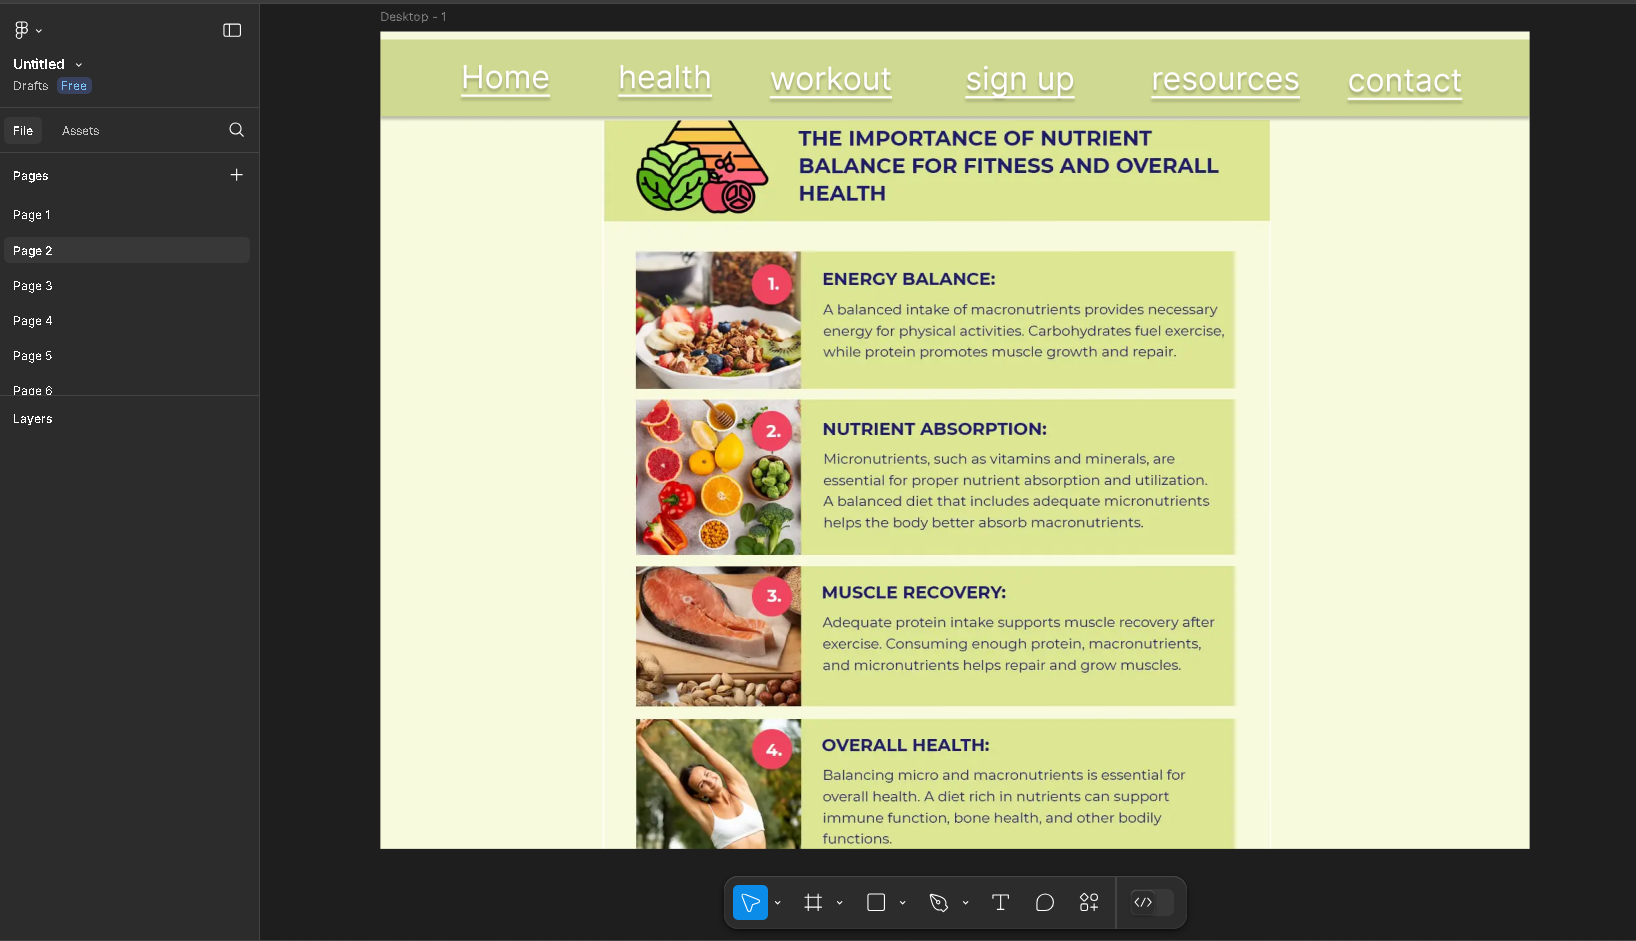 Desktop - 1
Untitled
Drafts Free
File Assets
Pages
Page 1
Page 2
Page 3
Page 4
Page 5
Page 6
Layers
Home health workout sign up resources contact
THE IMPORTANCE OF NUTRIENT
BALANCE FOR FITNESS AND OVERALL
HEALTH
1.
ENERGY BALANCE:
A balanced intake of macronutrients provides necessary
energy for physical activities. Carbohydrates fuel exercise,
while protein promotes muscle growth and repair.
2.
NUTRIENT ABSORPTION:
Micronutrients, such as vitamins and minerals, are
essential for proper nutrient absorption and utilization.
A balanced diet that includes adequate micronutrients
helps the body better absorb macronutrients.
3.
MUSCLE RECOVERY:
Adequate protein intake supports muscle recovery after
exercise. Consuming enough protein, macronutrients,
and micronutrients helps repair and grow muscles.
4.
OVERALL HEALTH:
Balancing micro and macronutrients is essential for
overall health. A diet rich in nutrients can support
immune function, bone health, and other bodily
functions.